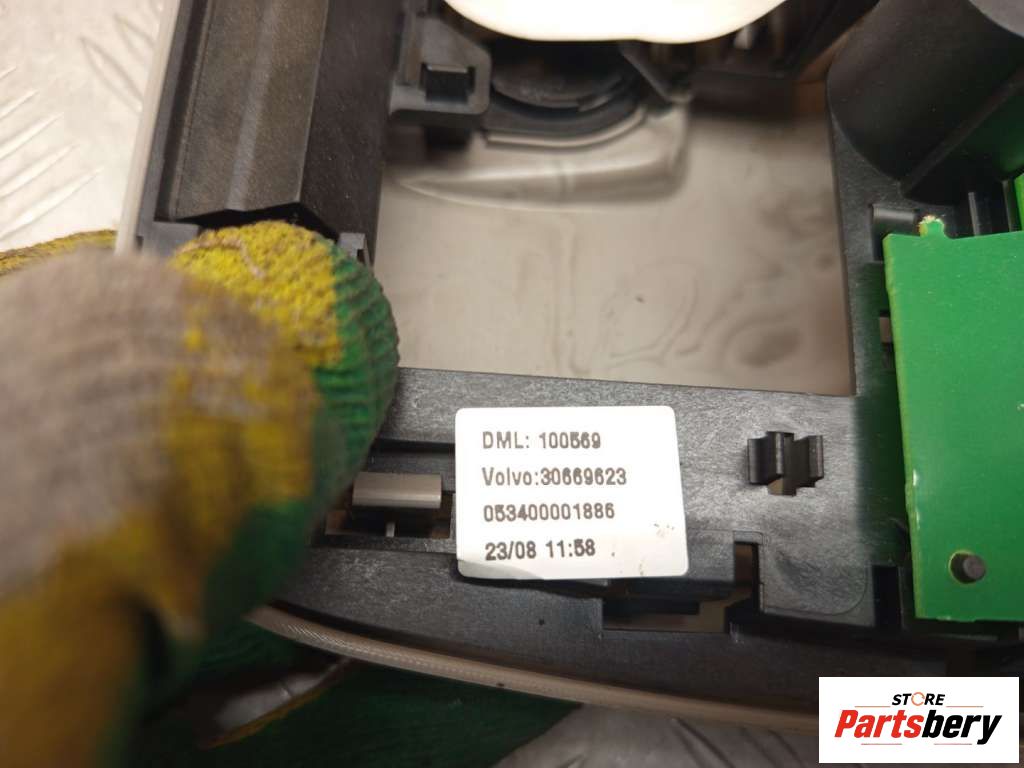 DML: 100569
Volvo:30669623
053400001886
23/08 11:58
STORE
Partsbery